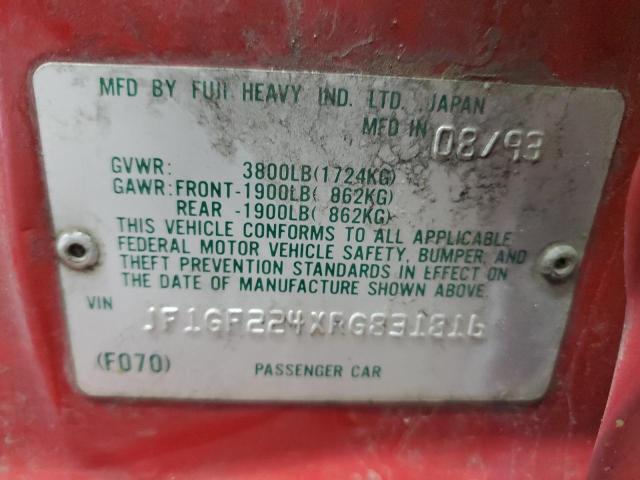 MFD BY FUJI HEAVY IND. LTD. JAPAN
MFD IN 08/93
GVWR: 3800LB(1724KG)
GAWR:FRONT-1900LB( 862KG)
REAR -1900LB( 862KG)
THIS VEHICLE CONFORMS TO ALL APPLICABLE
FEDERAL MOTOR VEHICLE SAFETY, BUMPER, AND
THEFT PREVENTION STANDARDS IN EFFECT ON
THE DATE OF MANUFACTURE SHOWN ABOVE.
VIN JF1GF224XRG831816
(F070) PASSENGER CAR